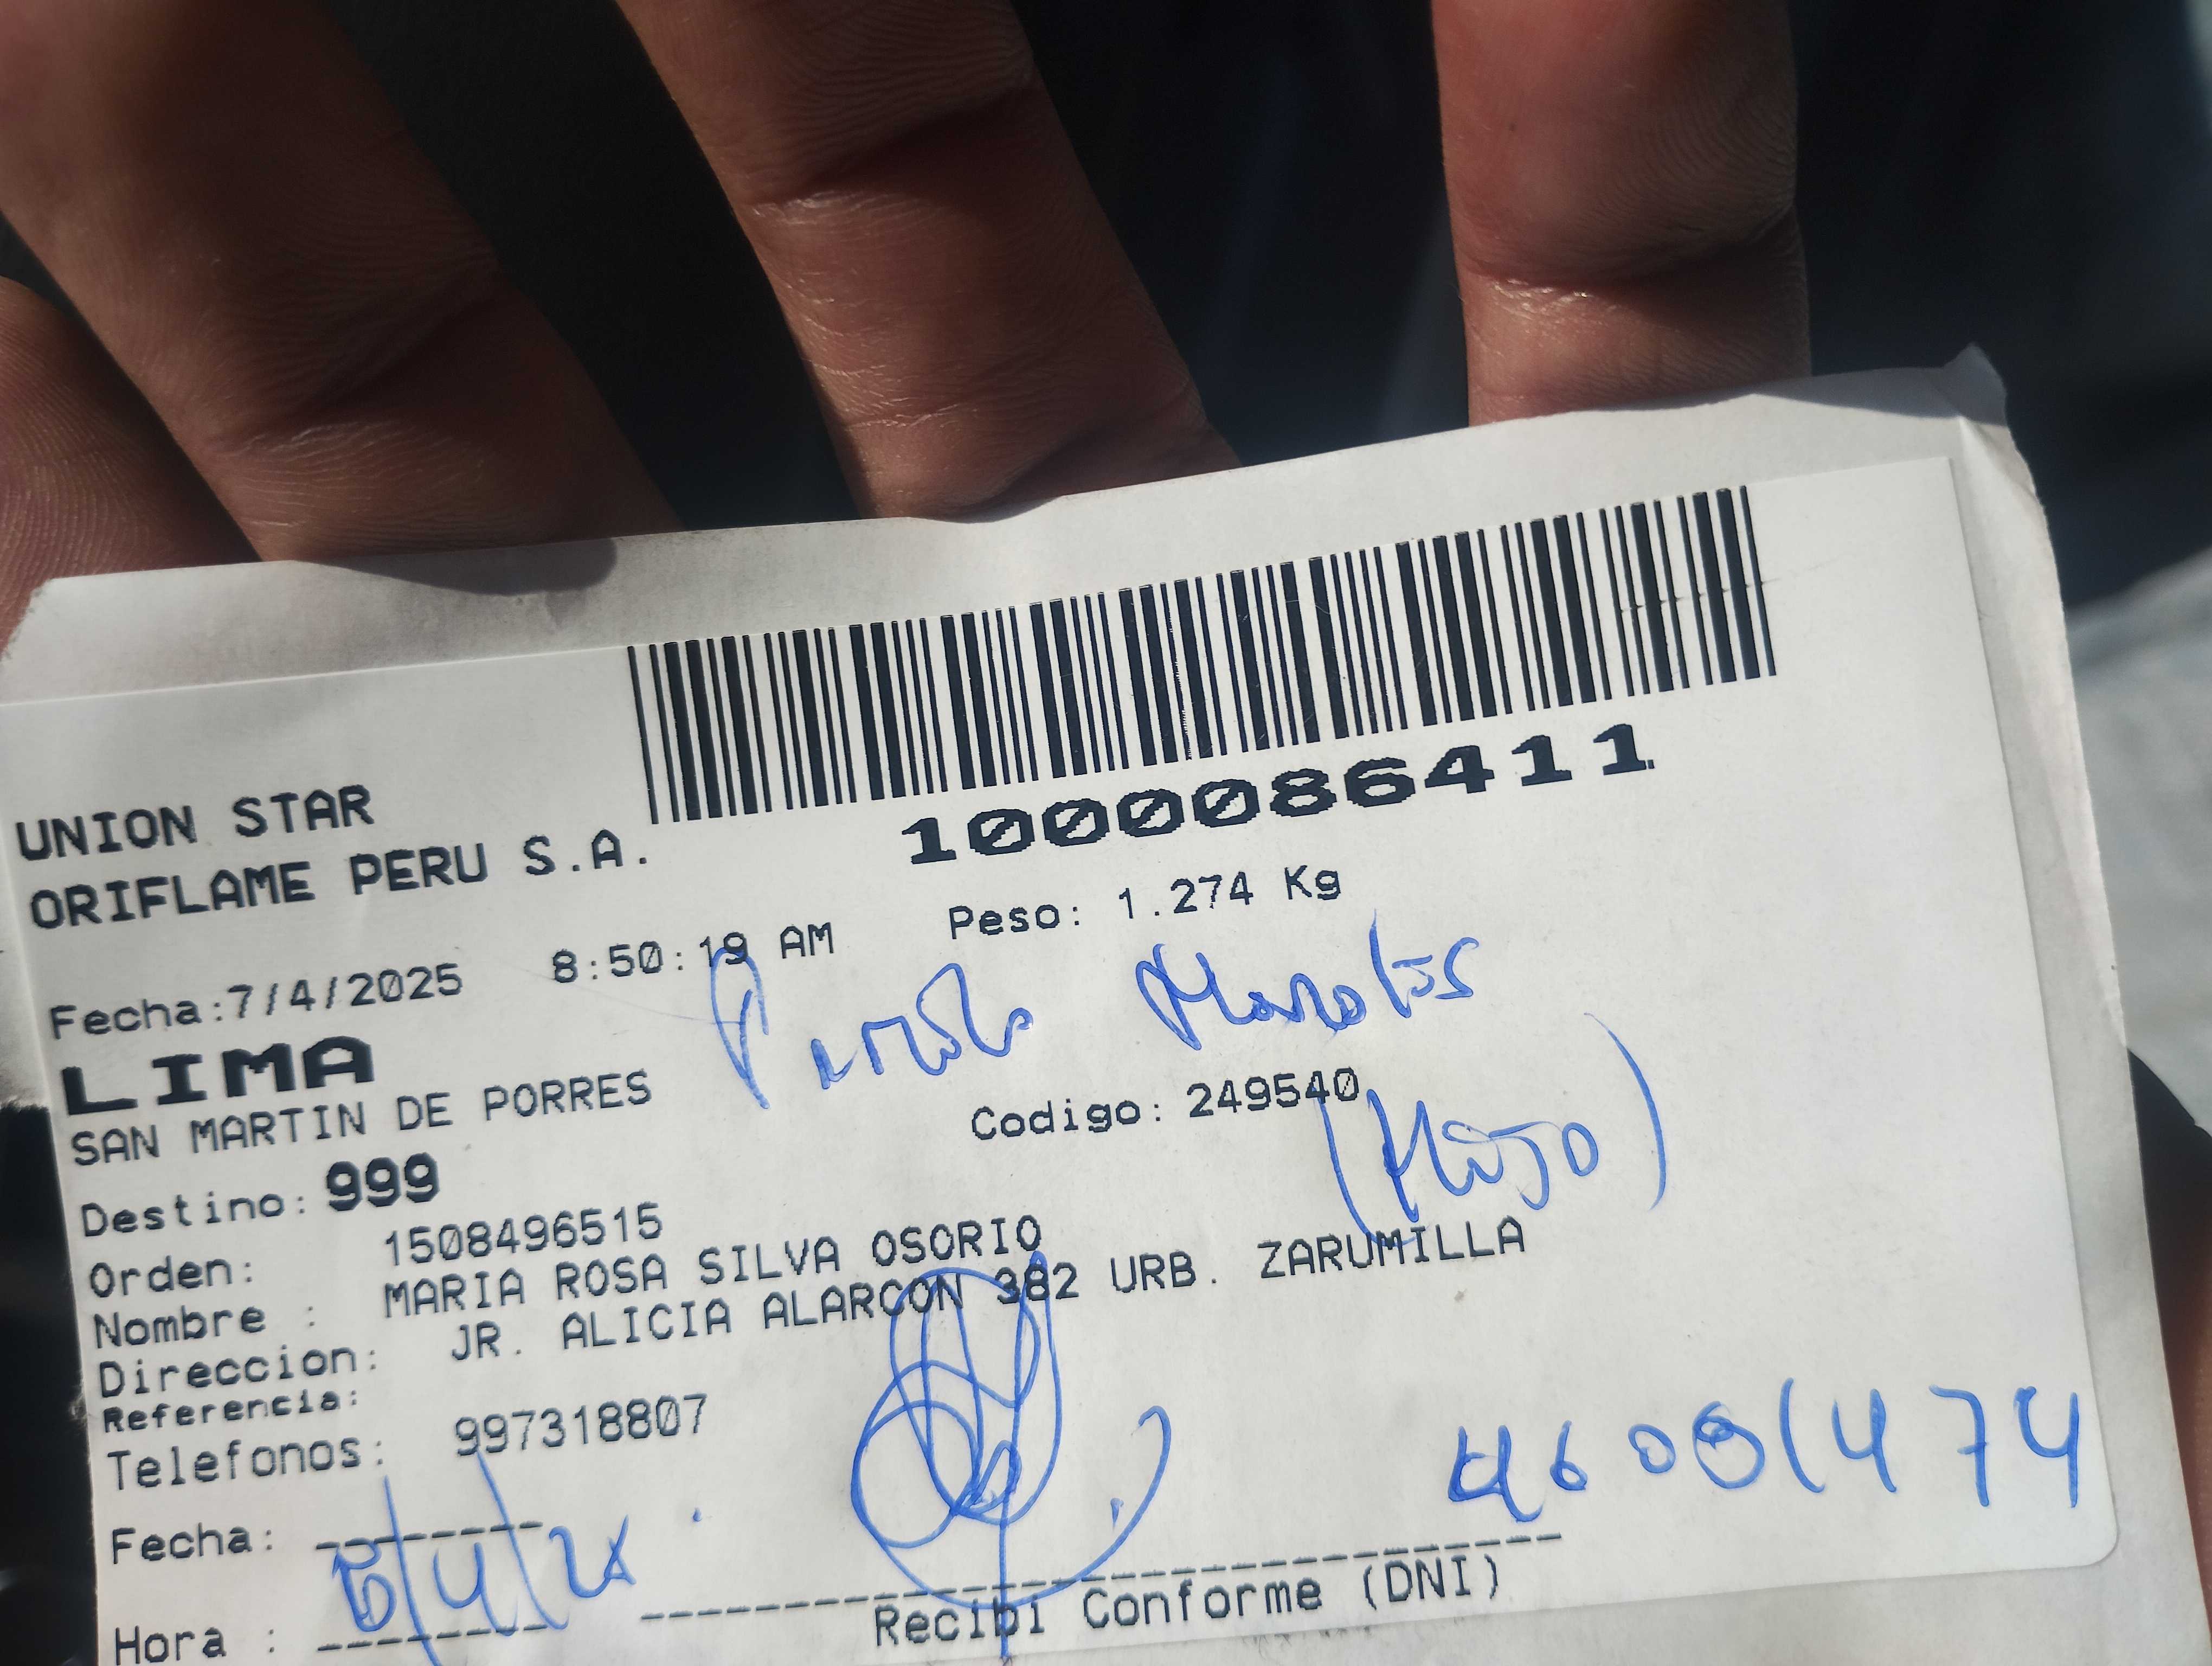 UNION STAR
ORIFLAME PERU S.A.
1000086411
Fecha:7/4/2025 8:50:19 AM Peso: 1.274 Kg
LIMA
SAN MARTIN DE PORRES
Codigo: 249540
Destino: 999
Orden: 1508496515
Nombre : MARIA ROSA SILVA OSORIO
Direccion: JR. ALICIA ALARCON 382 URB. ZARUMILLA
Referencia:
Telefonos: 997318807
Fecha:
Hora :
Recibi Conforme (DNI)